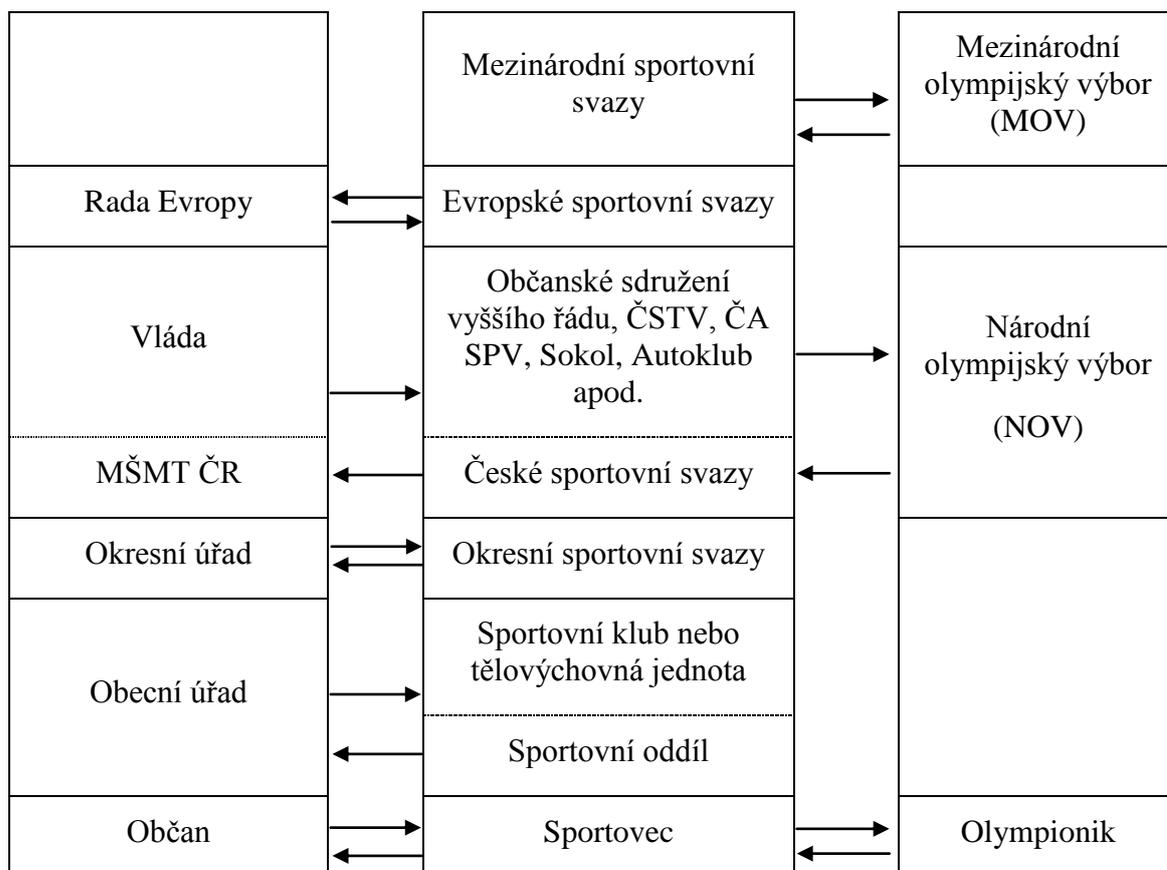 Mezinárodní sportovní
svazy
Mezinárodní
olympijský výbor
(MOV)
Rada Evropy
Evropské sportovní svazy
Vláda
Občanské sdružení
vyššího řádu, ČSTV, ČA
SPV, Sokol, Autoklub
apod.
Národní
olympijský výbor
(NOV)
MŠMT ČR
České sportovní svazy
Okresní úřad
Okresní sportovní svazy
Obecní úřad
Sportovní klub nebo
tělovýchovná jednota
Sportovní oddíl
Občan
Sportovec
Olympionik